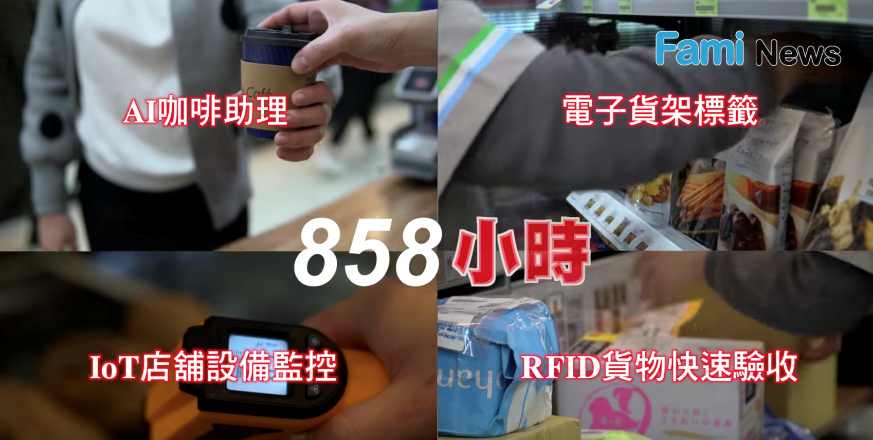 Fami News
Café
AI咖啡助理
電子貨架標籤
858小時
IoT店舖設備監控
RFID貨物快速驗收